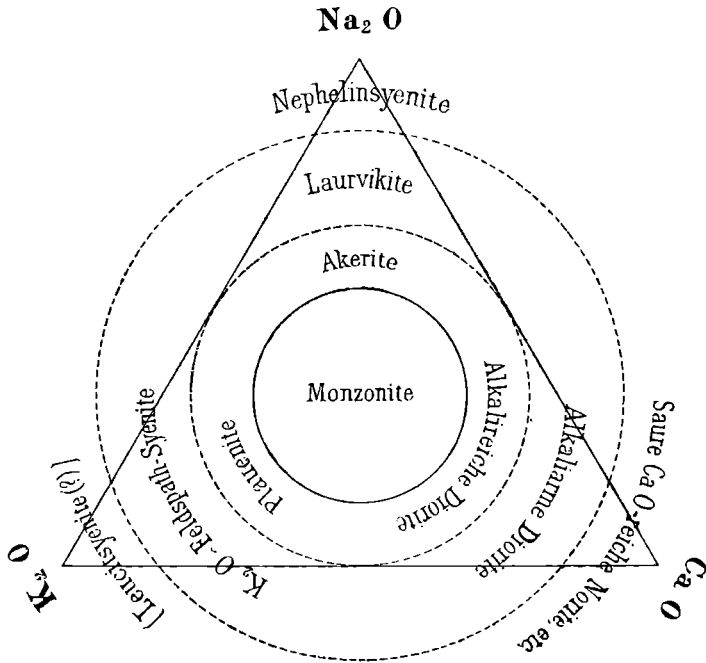 Na₂ O
Nephelinsyenite
Laurvikite
Akerite
Monzonite
Plauenite
Alkalireiche Diorite
K₂ O-Feldspath-Syenite
Alkaliarme Diorite
(Leucitsyenite (?))
Saure Ca O-reiche Norite, etc.
K₂ O
Ca O